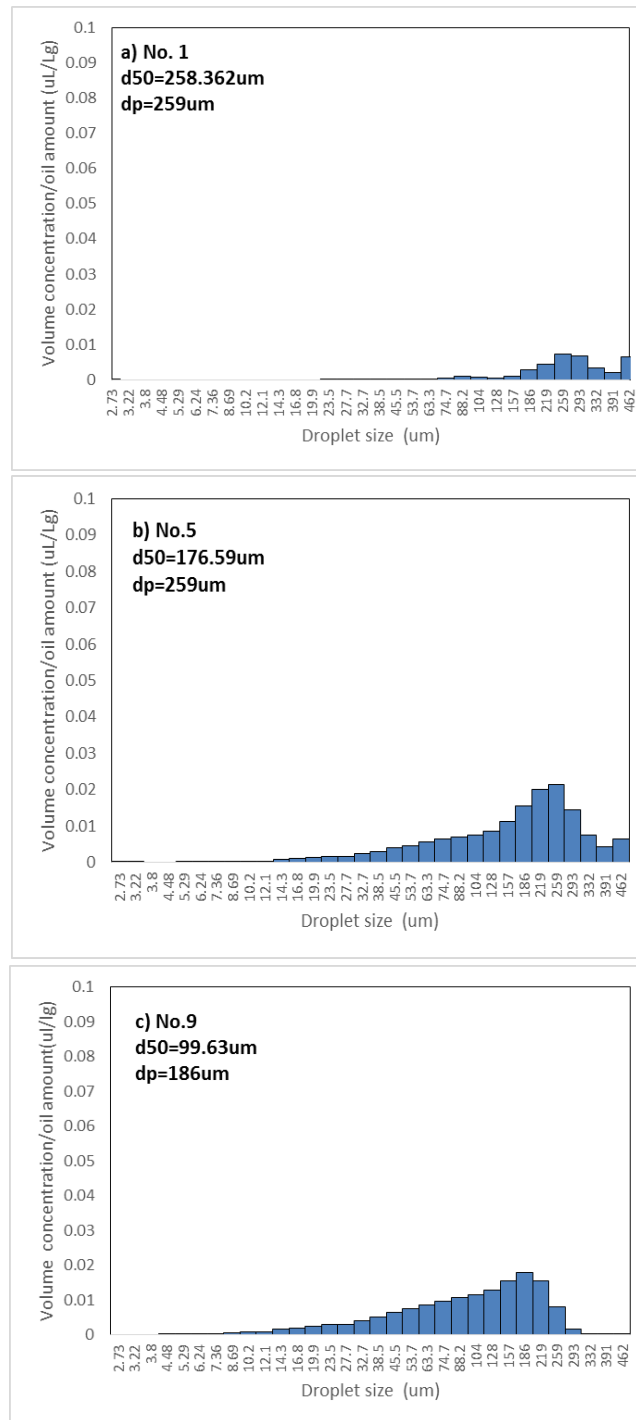 a) No. 1
d50=258.362um
dp=259um
Volume concentration/oil amount (uL/Lg)
0.1
0.09
0.08
0.07
0.06
0.05
0.04
0.03
0.02
0.01
0
2.73 3.22 3.8 4.48 5.29 6.24 7.36 8.69 10.2 12.1 14.3 16.8 19.9 23.5 27.7 32.7 38.5 45.5 53.7 63.3 74.7 88.2 104 128 157 186 219 259 293 332 391 462
Droplet size (um)
b) No.5
d50=176.59um
dp=259um
Volume concentration/oil amount (uL/Lg)
0.1
0.09
0.08
0.07
0.06
0.05
0.04
0.03
0.02
0.01
0
2.73 3.22 3.8 4.48 5.29 6.24 7.36 8.69 10.2 12.1 14.3 16.8 19.9 23.5 27.7 32.7 38.5 45.5 53.7 63.3 74.7 88.2 104 128 157 186 219 259 293 332 391 462
Droplet size (um)
c) No.9
d50=99.63um
dp=186um
Volume concentration/oil amount(ul/lg)
0.1
0.09
0.08
0.07
0.06
0.05
0.04
0.03
0.02
0.01
0
2.73 3.22 3.8 4.48 5.29 6.24 7.36 8.69 10.2 12.1 14.3 16.8 19.9 23.5 27.7 32.7 38.5 45.5 53.7 63.3 74.7 88.2 104 128 157 186 219 259 293 332 391 462
Droplet size (um)